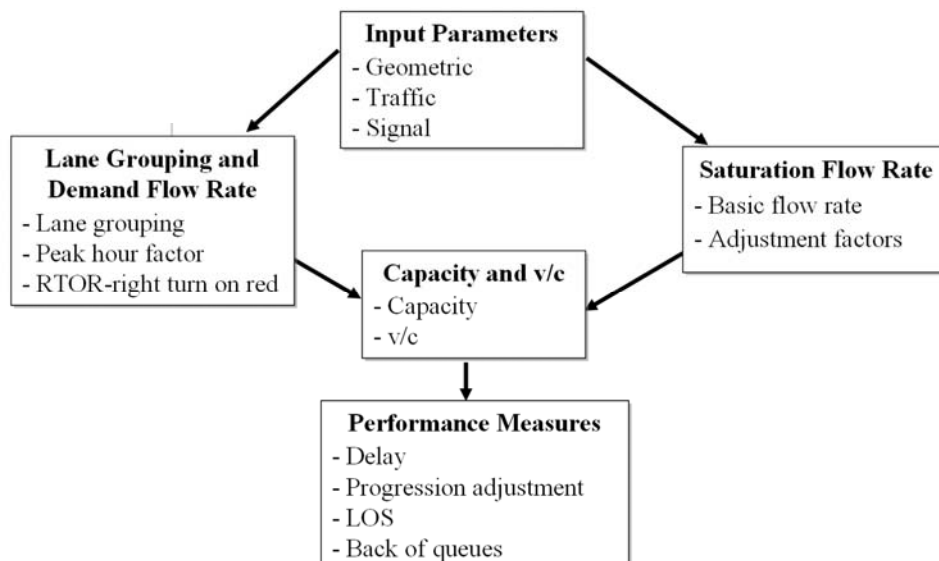 Input Parameters
- Geometric
- Traffic
- Signal
Lane Grouping and
Demand Flow Rate
- Lane grouping
- Peak hour factor
- RTOR-right turn on red
Saturation Flow Rate
- Basic flow rate
- Adjustment factors
Capacity and v/c
- Capacity
- v/c
Performance Measures
- Delay
- Progression adjustment
- LOS
- Back of queues